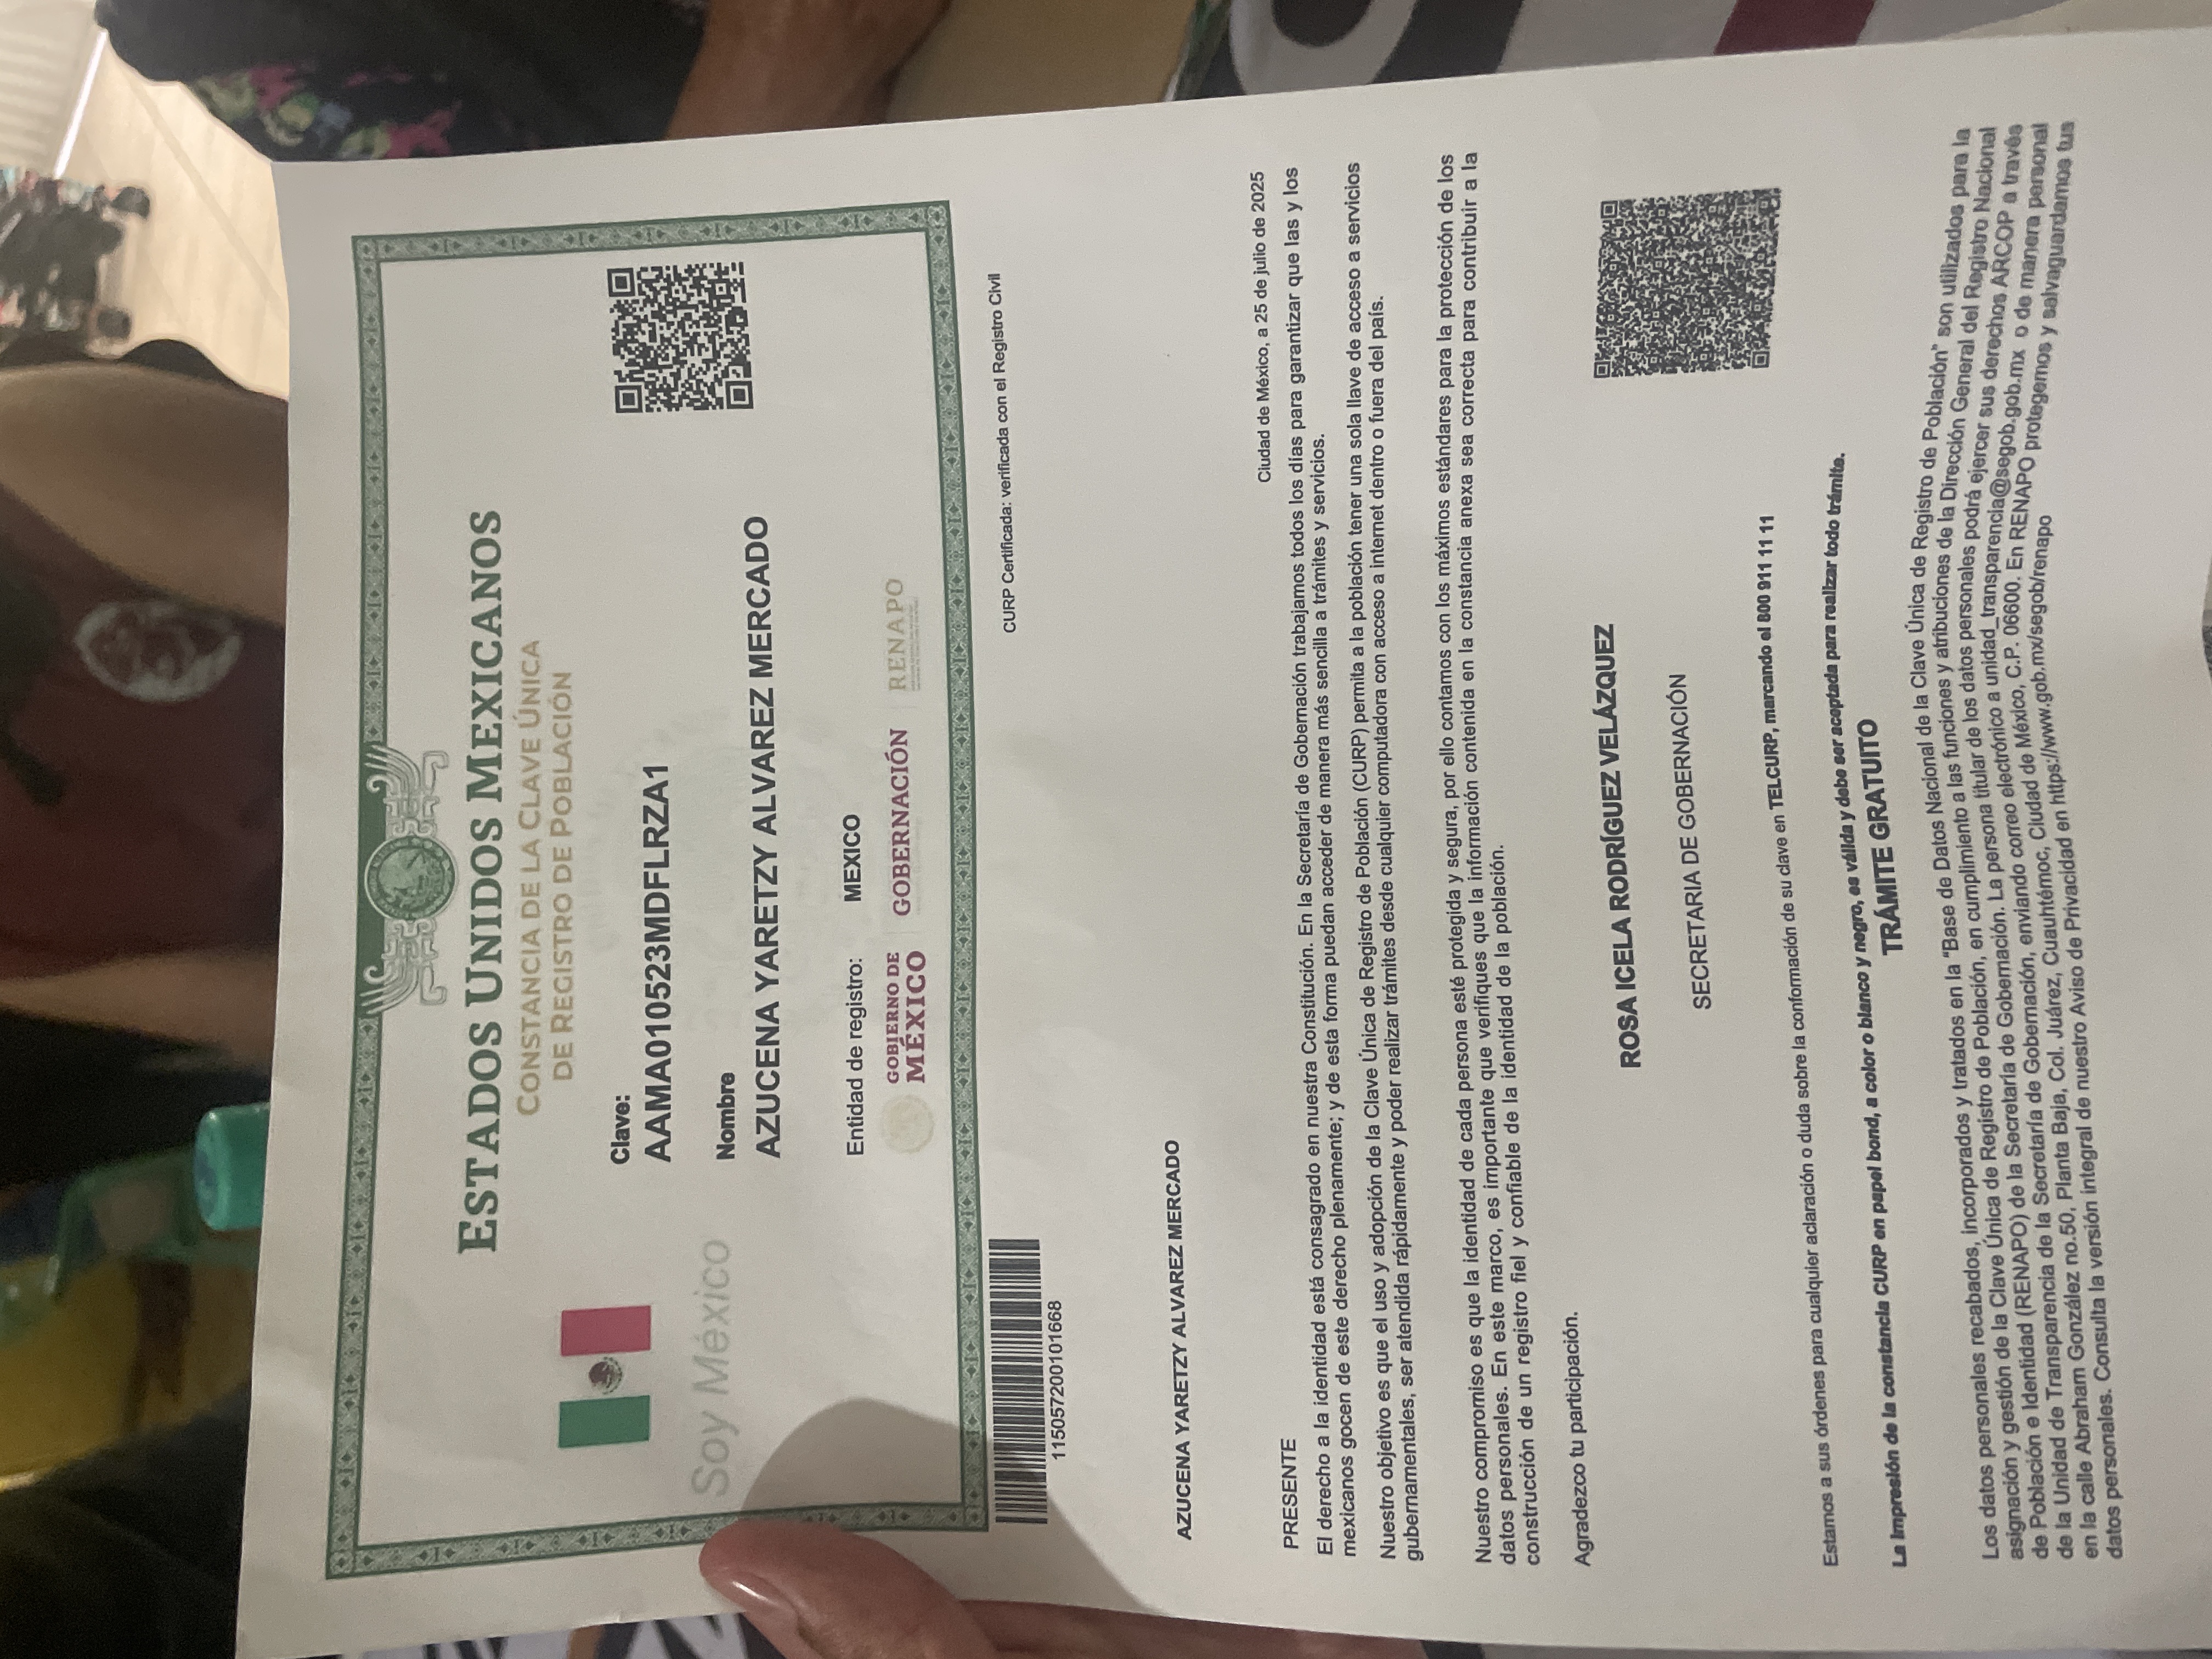 ESTADOS UNIDOS MEXICANOS
CONSTANCIA DE LA CLAVE ÚNICA
DE REGISTRO DE POBLACIÓN
Soy México
Clave:
AAMA010523MDFLRZA1
Nombre
AZUCENA YARETZY ALVAREZ MERCADO
Entidad de registro: MEXICO
GOBIERNO DE
MÉXICO
GOBERNACIÓN
RENAPO
115057200101668
CURP Certificada: verificada con el Registro Civil
AZUCENA YARETZY ALVAREZ MERCADO
Ciudad de México, a 25 de julio de 2025
PRESENTE
El derecho a la identidad está consagrado en nuestra Constitución. En la Secretaría de Gobernación trabajamos todos los días para garantizar que las y los
mexicanos gocen de este derecho plenamente; y de esta forma puedan acceder de manera más sencilla a trámites y servicios.
Nuestro objetivo es que el uso y adopción de la Clave Única de Registro de Población (CURP) permita a la población tener una sola llave de acceso a servicios
gubernamentales, ser atendida rápidamente y poder realizar trámites desde cualquier computadora con acceso a internet dentro o fuera del país.
Nuestro compromiso es que la identidad de cada persona esté protegida y segura, por ello contamos con los máximos estándares para la protección de los
datos personales. En este marco, es importante que verifiques que la información contenida en la constancia anexa sea correcta para contribuir a la
construcción de un registro fiel y confiable de la identidad de la población.
Agradezco tu participación.
ROSA ICELA RODRÍGUEZ VELÁZQUEZ
SECRETARIA DE GOBERNACIÓN
Estamos a sus órdenes para cualquier aclaración o duda sobre la conformación de su clave en TELCURP, marcando el 800 911 11 11
La impresión de la constancia CURP en papel bond, a color o blanco y negro, es válida y debe ser aceptada para realizar todo trámite.
TRÁMITE GRATUITO
Los datos personales recabados, incorporados y tratados en la "Base de Datos Nacional de la Clave Única de Registro de Población" son utilizados para la
asignación y gestión de la Clave Única de Registro de Población, en cumplimiento a las funciones y atribuciones de la Dirección General del Registro Nacional
de Población e Identidad (RENAPO) de la Secretaría de Gobernación. La persona titular de los datos personales podrá ejercer sus derechos ARCOP a través
de la Unidad de Transparencia de la Secretaría de Gobernación, enviando correo electrónico a unidad_transparencia@segob.gob.mx o de manera personal
en la calle Abraham González no.50, Planta Baja, Col. Juárez, Cuauhtémoc, Ciudad de México, C.P. 06600. En RENAPO protegemos y salvaguardamos tus
datos personales. Consulta la versión integral de nuestro Aviso de Privacidad en https://www.gob.mx/segob/renapo